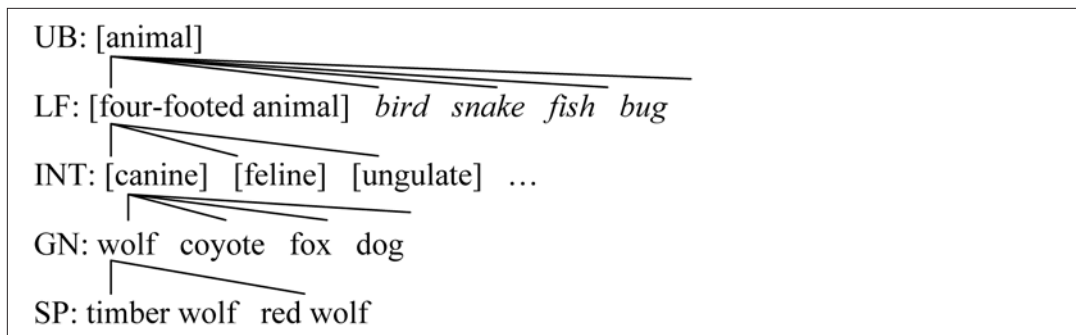 UB: [animal]
LF: [four-footed animal] bird snake fish bug
INT: [canine] [feline] [ungulate] …
GN: wolf coyote fox dog
SP: timber wolf red wolf